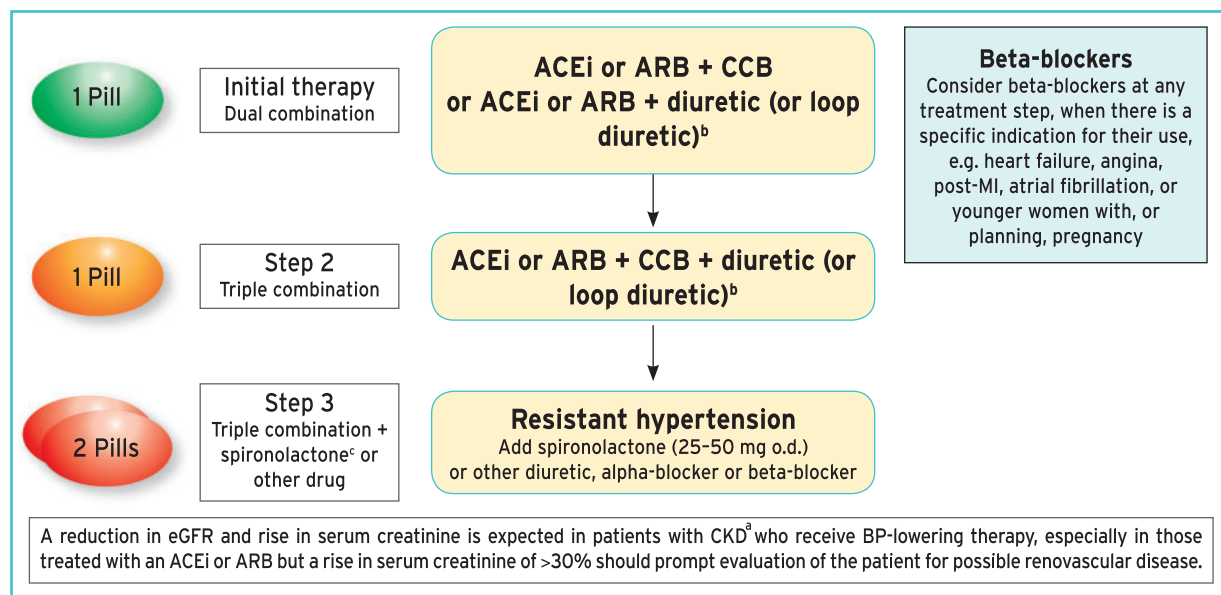 1 Pill
Initial therapy
Dual combination
ACEi or ARB + CCB
or ACEi or ARB + diuretic (or loop
diuretic)ᵇ
Beta-blockers
Consider beta-blockers at any
treatment step, when there is a
specific indication for their use,
e.g. heart failure, angina,
post-MI, atrial fibrillation, or
younger women with, or
planning, pregnancy
1 Pill
Step 2
Triple combination
ACEi or ARB + CCB + diuretic (or
loop diuretic)ᵇ
2 Pills
Step 3
Triple combination +
spironolactoneᶜ or
other drug
Resistant hypertension
Add spironolactone (25–50 mg o.d.)
or other diuretic, alpha-blocker or beta-blocker
A reduction in eGFR and rise in serum creatinine is expected in patients with CKDᵃ who receive BP-lowering therapy, especially in those
treated with an ACEi or ARB but a rise in serum creatinine of >30% should prompt evaluation of the patient for possible renovascular disease.